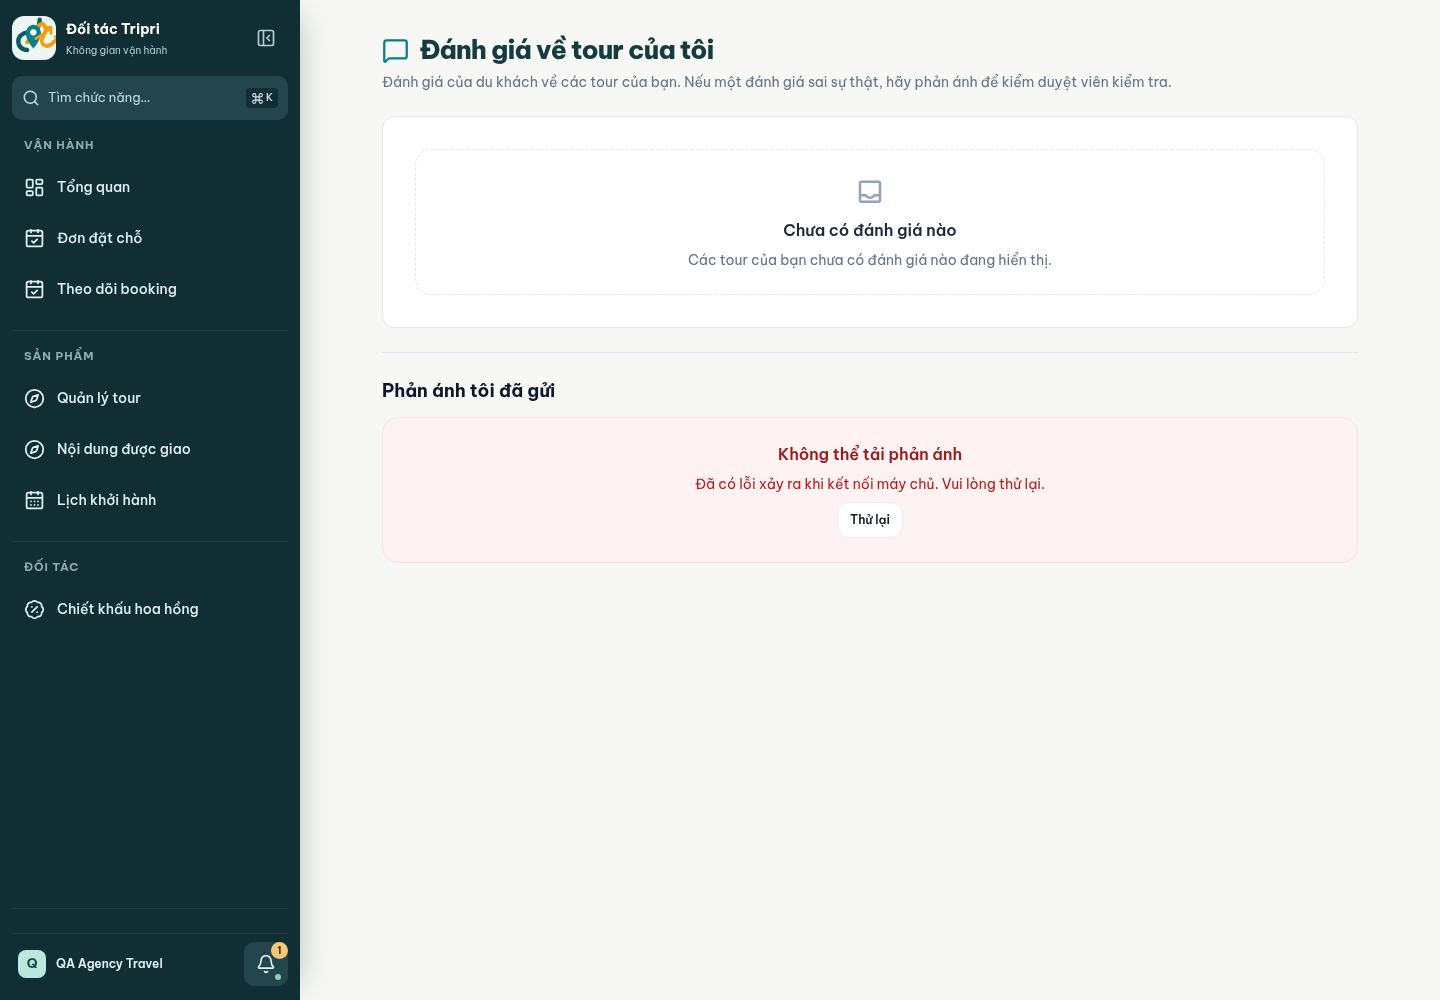 Đối tác Tripri
Không gian vận hành
Tìm chức năng...
⌘ K
VẬN HÀNH
Tổng quan
Đơn đặt chỗ
Theo dõi booking
SẢN PHẨM
Quản lý tour
Nội dung được giao
Lịch khởi hành
ĐỐI TÁC
Chiết khấu hoa hồng
Q
QA Agency Travel
1
Đánh giá về tour của tôi
Đánh giá của du khách về các tour của bạn. Nếu một đánh giá sai sự thật, hãy phản ánh để kiểm duyệt viên kiểm tra.
Chưa có đánh giá nào
Các tour của bạn chưa có đánh giá nào đang hiển thị.
Phản ánh tôi đã gửi
Không thể tải phản ánh
Đã có lỗi xảy ra khi kết nối máy chủ. Vui lòng thử lại.
Thử lại